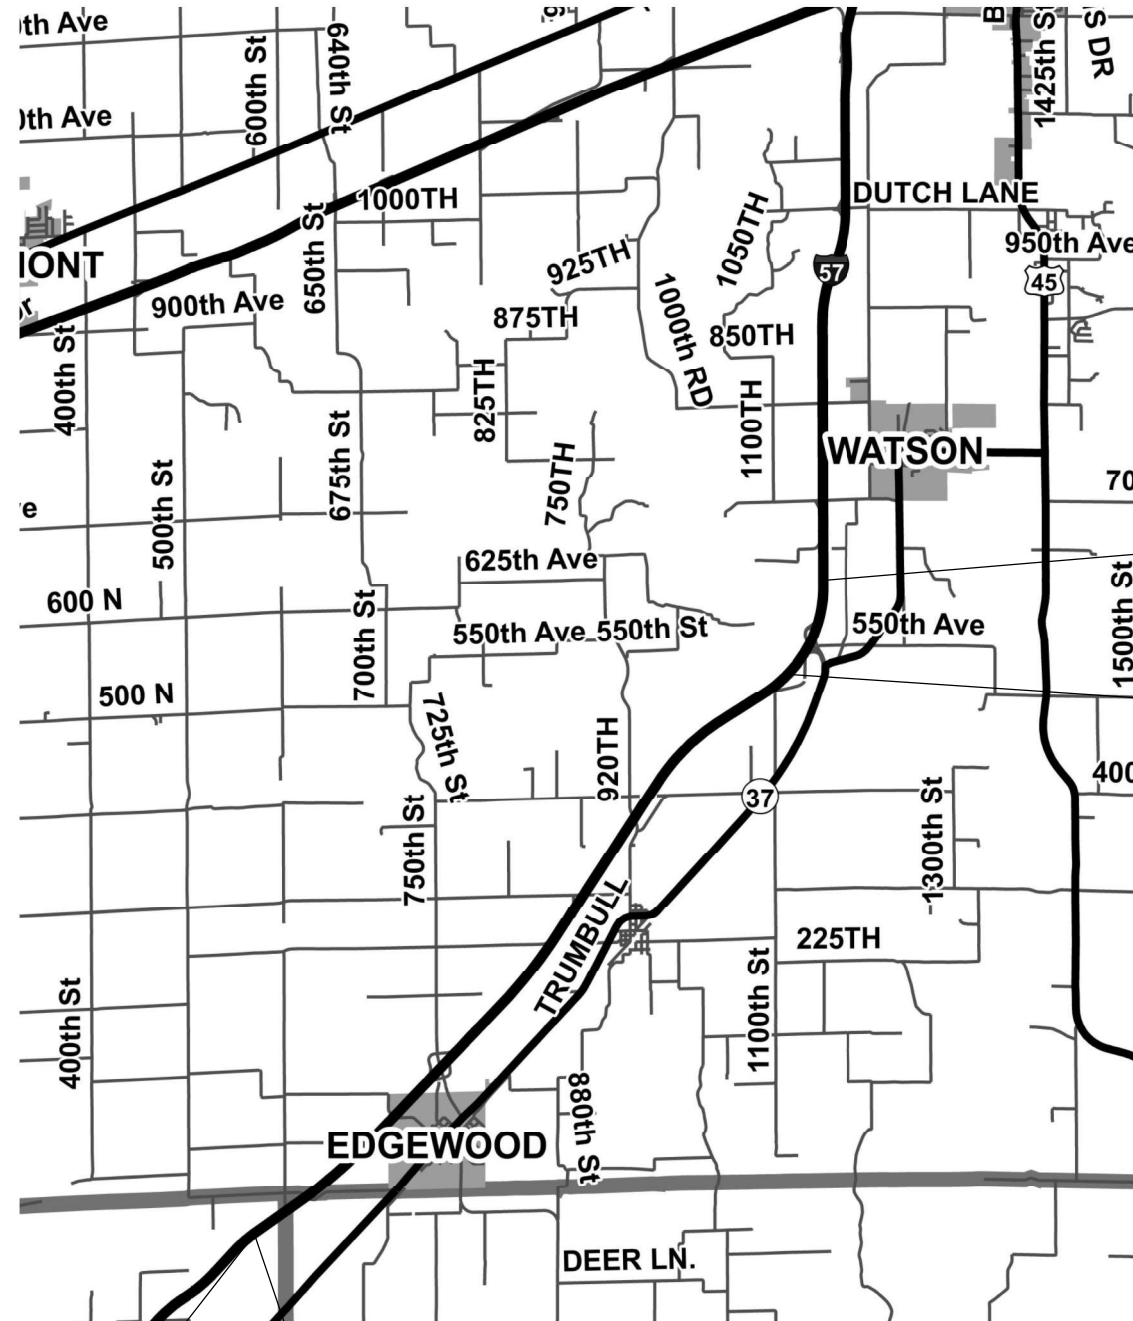 th Ave
600th St
640th St
B
1425th St
S DR
0th Ave
1000TH
DUTCH LANE
950th Ave
650th St
925TH
1050TH
57
45
MONT
900th Ave
875TH
1000th RD
850TH
400th St
825TH
1100TH
675th St
WATSON
750TH
500th St
70
e
625th Ave
600 N
700th St
550th Ave
550th St
550th Ave
1500th St
500 N
725th St
920TH
37
400
750th St
1300th St
TRUMBULL
225TH
400th St
1100th St
880th St
EDGEWOOD
DEER LN.